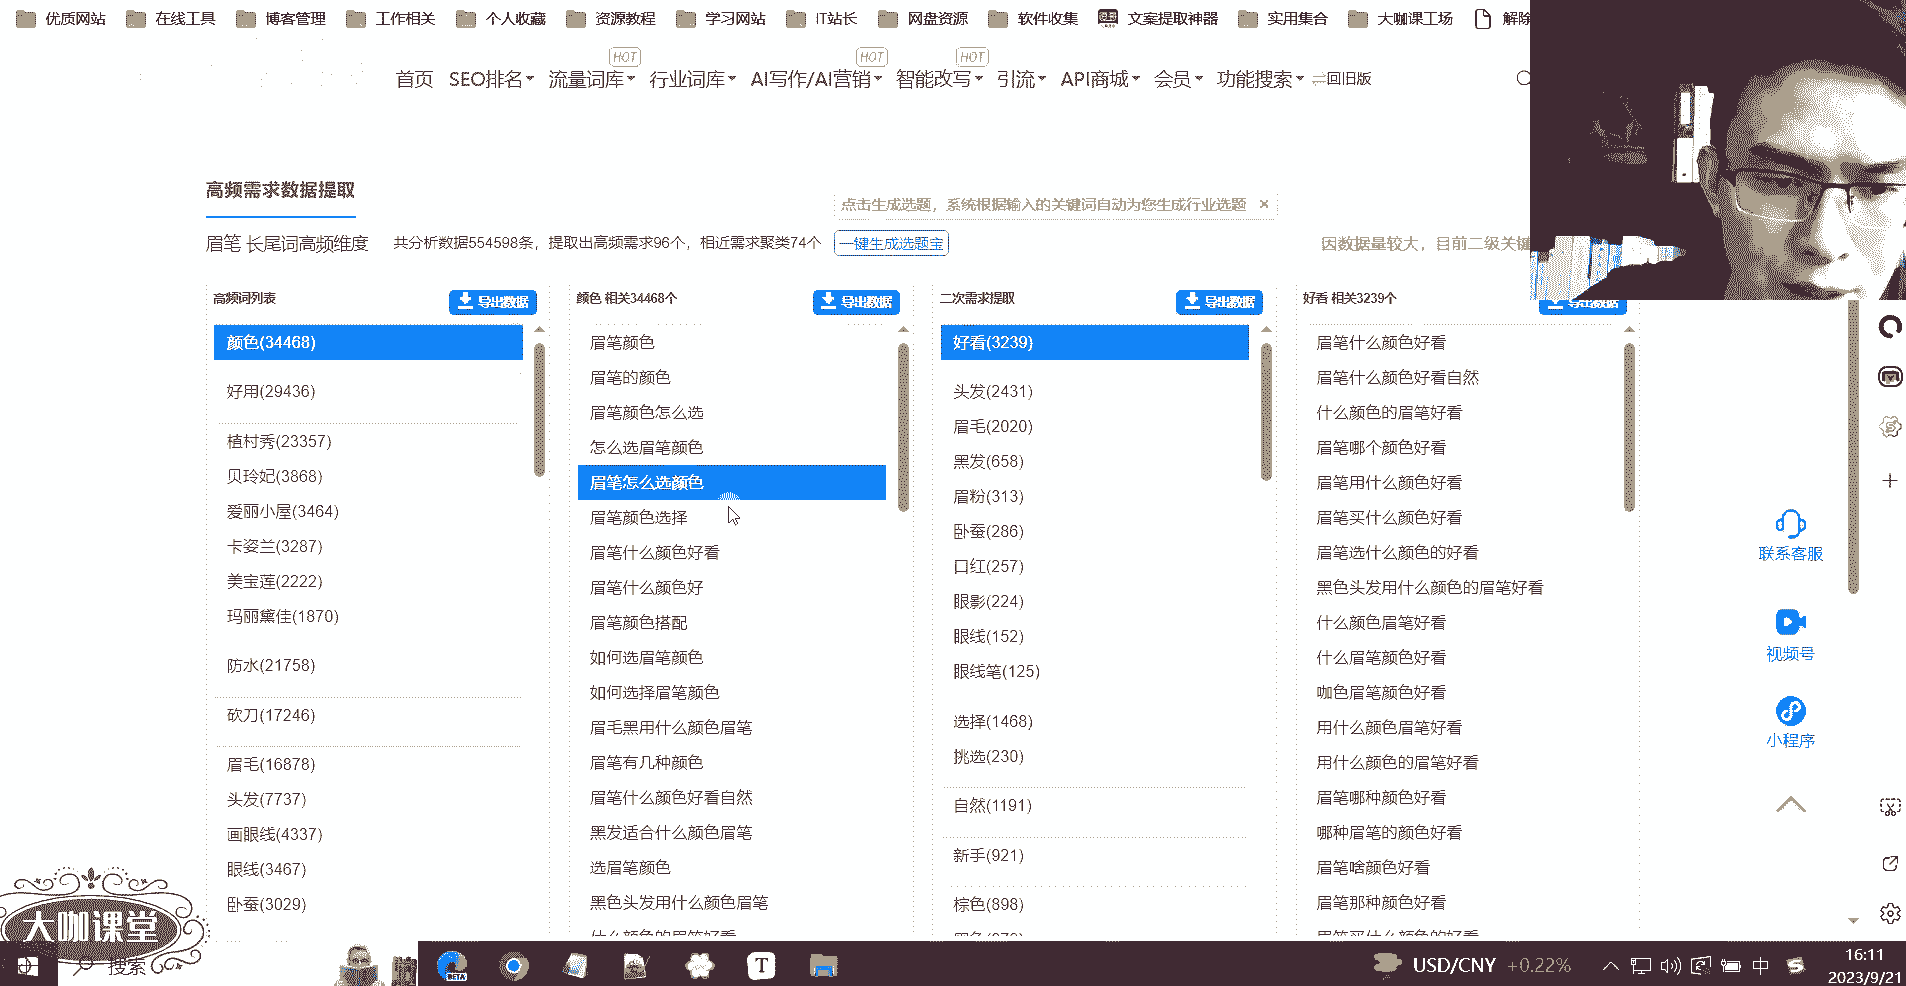 优质网站 在线工具 博客管理 工作相关 个人收藏 资源教程 学习网站 IT站长 网盘资源 软件收集 文案提取神器 实用集合 大咖课工场 解除
HOT HOT HOT
首页 SEO排名 流量词库 行业词库 AI写作/AI营销 智能改写 引流 API商城 会员 功能搜索 回旧版
高频需求数据提取
点击生成选题，系统根据输入的关键词自动为您生成行业选题 ×
眉笔 长尾词高频维度 共分析数据554598条，提取出高频需求96个，相近需求聚类74个 一键生成选题宝 因数据量较大，目前二级关键
高频词列表 导出数据
颜色(34468)
好用(29436)
植村秀(23357)
贝玲妃(3868)
爱丽小屋(3464)
卡姿兰(3287)
美宝莲(2222)
玛丽黛佳(1870)
防水(21758)
砍刀(17246)
眉毛(16878)
头发(7737)
画眼线(4337)
眼线(3467)
卧蚕(3029)
颜色 相关34468个 导出数据
眉笔颜色
眉笔的颜色
眉笔颜色怎么选
怎么选眉笔颜色
眉笔怎么选颜色
眉笔颜色选择
眉笔什么颜色好看
眉笔什么颜色好
眉笔颜色搭配
如何选眉笔颜色
如何选择眉笔颜色
眉毛黑用什么颜色眉笔
眉笔有几种颜色
眉笔什么颜色好看自然
黑发适合什么颜色眉笔
选眉笔颜色
黑色头发用什么颜色眉笔
什么颜色的眉笔好看
二次需求提取 导出数据
好看(3239)
头发(2431)
眉毛(2020)
黑发(658)
眉粉(313)
卧蚕(286)
口红(257)
眼影(224)
眼线(152)
眼线笔(125)
选择(1468)
挑选(230)
自然(1191)
新手(921)
棕色(898)
好看 相关3239个 导出数据
眉笔什么颜色好看
眉笔什么颜色好看自然
什么颜色的眉笔好看
眉笔哪个颜色好看
眉笔用什么颜色好看
眉笔买什么颜色好看
眉笔选什么颜色的好看
黑色头发用什么颜色的眉笔好看
什么颜色眉笔好看
什么眉笔颜色好看
咖色眉笔颜色好看
用什么颜色眉笔好看
用什么颜色的眉笔好看
眉笔哪种颜色好看
哪种眉笔的颜色好看
眉笔啥颜色好看
眉笔那种颜色好看
眉笔买什么颜色好看
联系客服
视频号
小程序
大咖课堂
搜索
BETA
T
USD/CNY +0.22%
中
16:11
2023/9/21